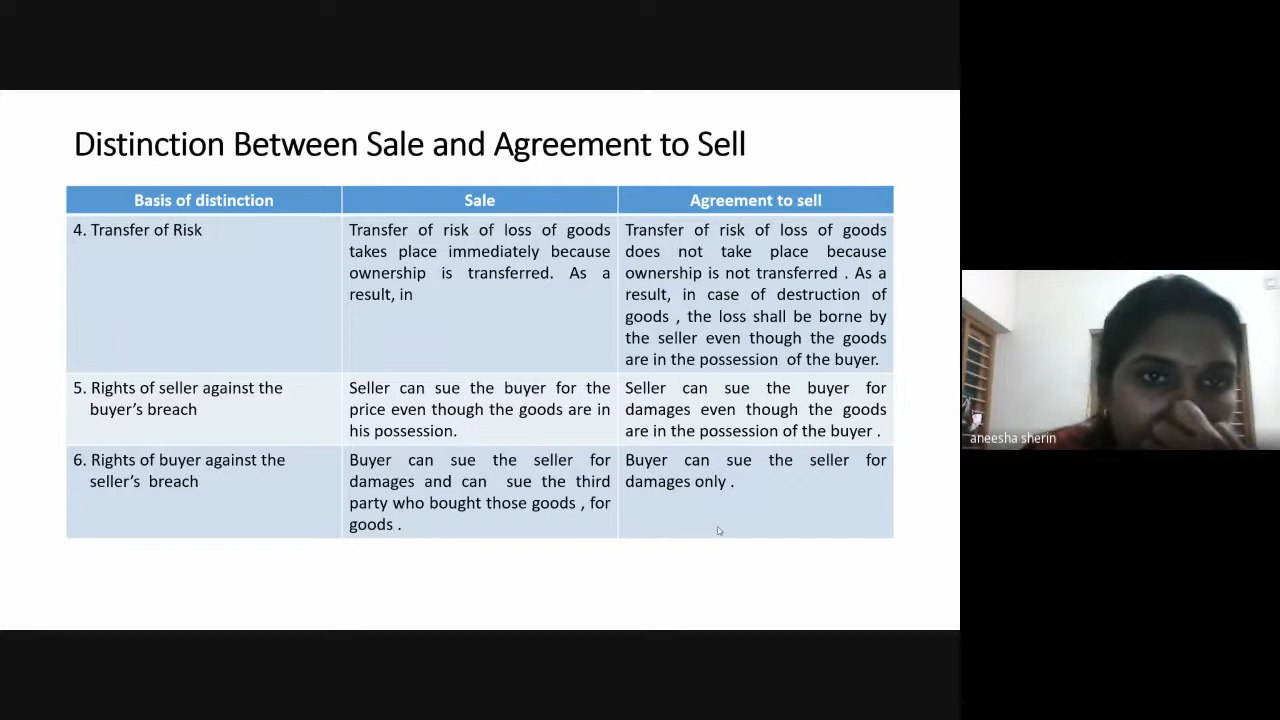 Distinction Between Sale and Agreement to Sell
Basis of distinction
Sale
Agreement to sell
4. Transfer of Risk
Transfer of risk of loss of goods
takes place immediately because
ownership is transferred. As a
result, in
Transfer of risk of loss of goods
does not take place because
ownership is not transferred . As a
result, in case of destruction of
goods , the loss shall be borne by
the seller even though the goods
are in the possession of the buyer.
5. Rights of seller against the
buyer’s breach
Seller can sue the buyer for the
price even though the goods are in
his possession.
Seller can sue the buyer for
damages even though the goods
are in the possession of the buyer .
6. Rights of buyer against the
seller’s breach
Buyer can sue the seller for
damages and can sue the third
party who bought those goods , for
goods .
Buyer can sue the seller for
damages only .
aneesha sherin